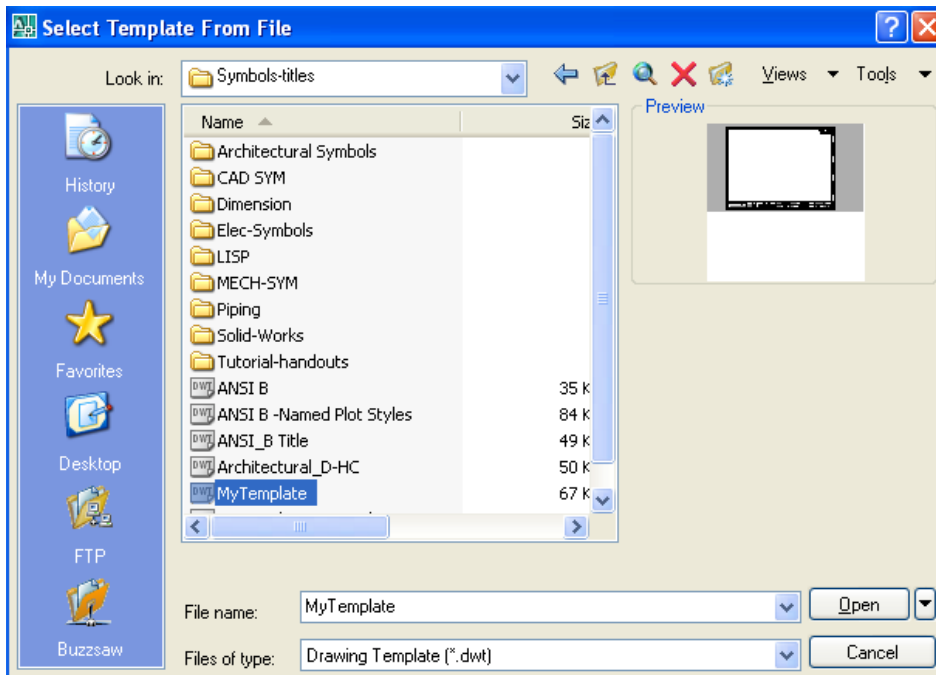 Select Template From File
Look in: Symbols-titles Views Tools
Preview
Name Siz
Architectural Symbols
CAD SYM
Dimension
Elec-Symbols
LISP
MECH-SYM
Piping
Solid-Works
Tutorial-handouts
ANSI B 35 K
ANSI B -Named Plot Styles 84 K
ANSI_B Title 49 K
Architectural_D-HC 50 K
MyTemplate 67 K
History
My Documents
Favorites
Desktop
FTP
Buzzsaw
File name: MyTemplate Open
Files of type: Drawing Template (*.dwt) Cancel